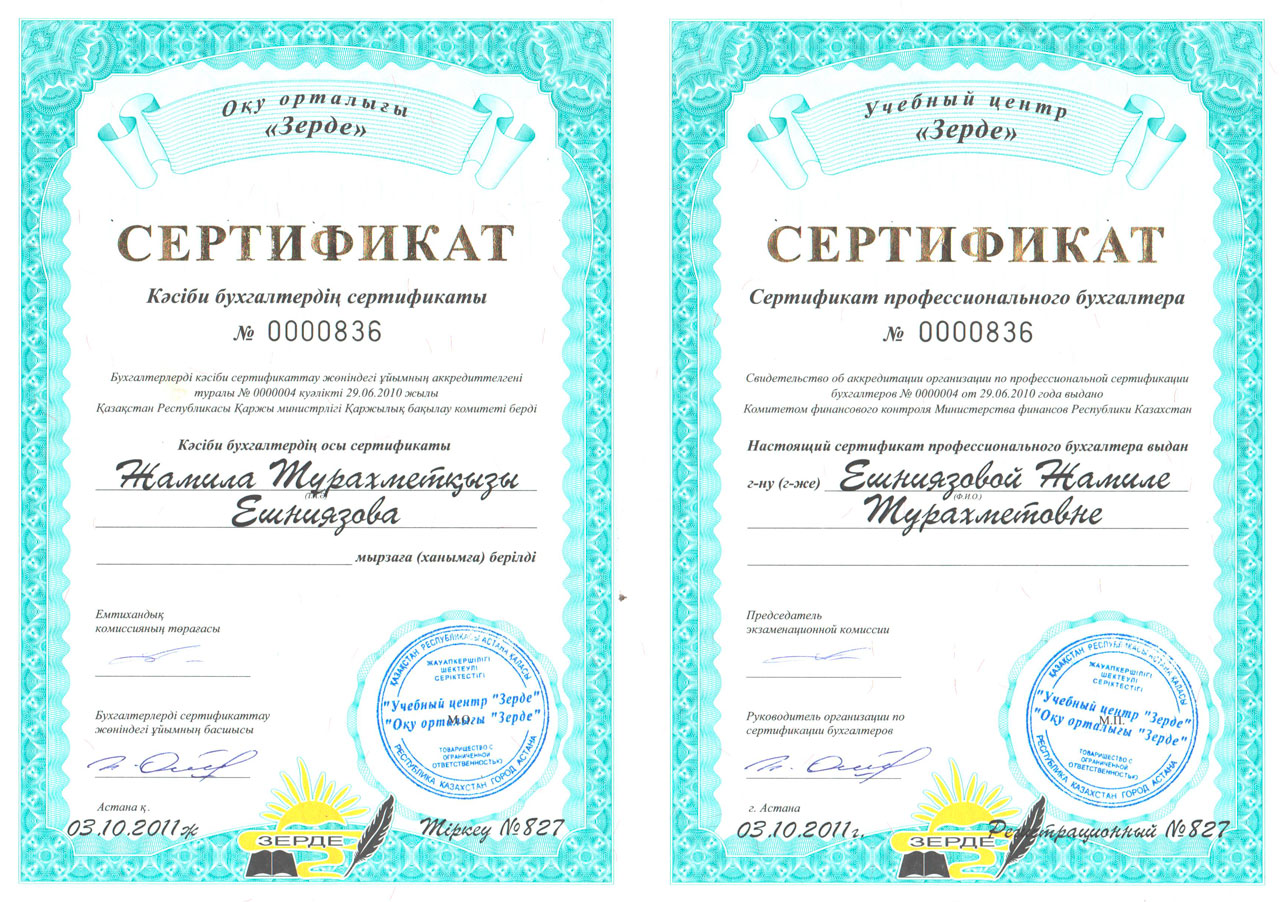 Оқу орталығы
«Зерде»
СЕРТИФИКАТ
Кәсіби бухгалтердің сертификаты
№ 0000836
Бухгалтерлерді кәсіби сертификаттау жөніндегі ұйымның аккредиттелгені
туралы № 0000004 куәлікті 29.06.2010 жылы
Қазақстан Республикасы Қаржы министрлігі Қаржылық бақылау комитеті берді
Кәсіби бухгалтердің осы сертификаты
Жамила Турахметқызы
Ешниязова
мырзаға (ханымға) берілді
Емтихандық
комиссияның төрағасы
Бухгалтерлерді сертификаттау
жөніндегі ұйымның басшысы
ҚАЗАҚСТАН РЕСПУБЛИКАСЫ АСТАНА ҚАЛАСЫ
ЖАУАПКЕРШІЛІГІ
ШЕКТЕУЛІ
СЕРІКТЕСТІГІ
"Учебный центр "Зерде"
"Оқу орталығы "Зерде"
М.О.
ТОВАРИЩЕСТВО С
ОГРАНИЧЕННОЙ
ОТВЕТСТВЕННОСТЬЮ
РЕСПУБЛИКА КАЗАХСТАН ГОРОД АСТАНА
Астана қ.
03.10.2011ж
Тіркеу №827
ЗЕРДЕ
Учебный центр
«Зерде»
СЕРТИФИКАТ
Сертификат профессионального бухгалтера
№ 0000836
Свидетельство об аккредитации организации по профессиональной сертификации
бухгалтеров № 0000004 от 29.06.2010 года выдано
Комитетом финансового контроля Министерства финансов Республики Казахстан
Настоящий сертификат профессионального бухгалтера выдан
г-ну (г-же) Ешниязовой Жамиле
(Ф.И.О.)
Турахметовне
Председатель
экзаменационной комиссии
Руководитель организации по
сертификации бухгалтеров
ҚАЗАҚСТАН РЕСПУБЛИКАСЫ АСТАНА ҚАЛАСЫ
ЖАУАПКЕРШІЛІГІ
ШЕКТЕУЛІ
СЕРІКТЕСТІГІ
"Учебный центр "Зерде"
"Оқу орталығы "Зерде"
М.П.
ТОВАРИЩЕСТВО С
ОГРАНИЧЕННОЙ
ОТВЕТСТВЕННОСТЬЮ
РЕСПУБЛИКА КАЗАХСТАН ГОРОД АСТАНА
г. Астана
03.10.2011г.
Регистрационный №827
ЗЕРДЕ